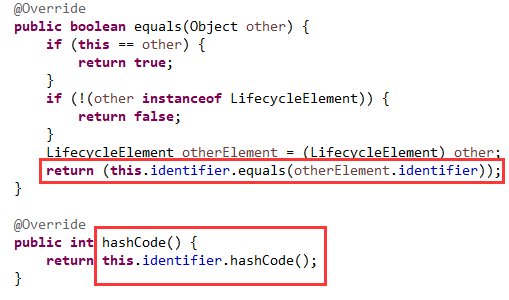 @Override
public boolean equals(Object other) {
if (this == other) {
return true;
}
if (!(other instanceof LifecycleElement)) {
return false;
}
LifecycleElement otherElement = (LifecycleElement) other;
return (this.identifier.equals(otherElement.identifier));
}
@Override
public int hashCode() {
return this.identifier.hashCode();
}